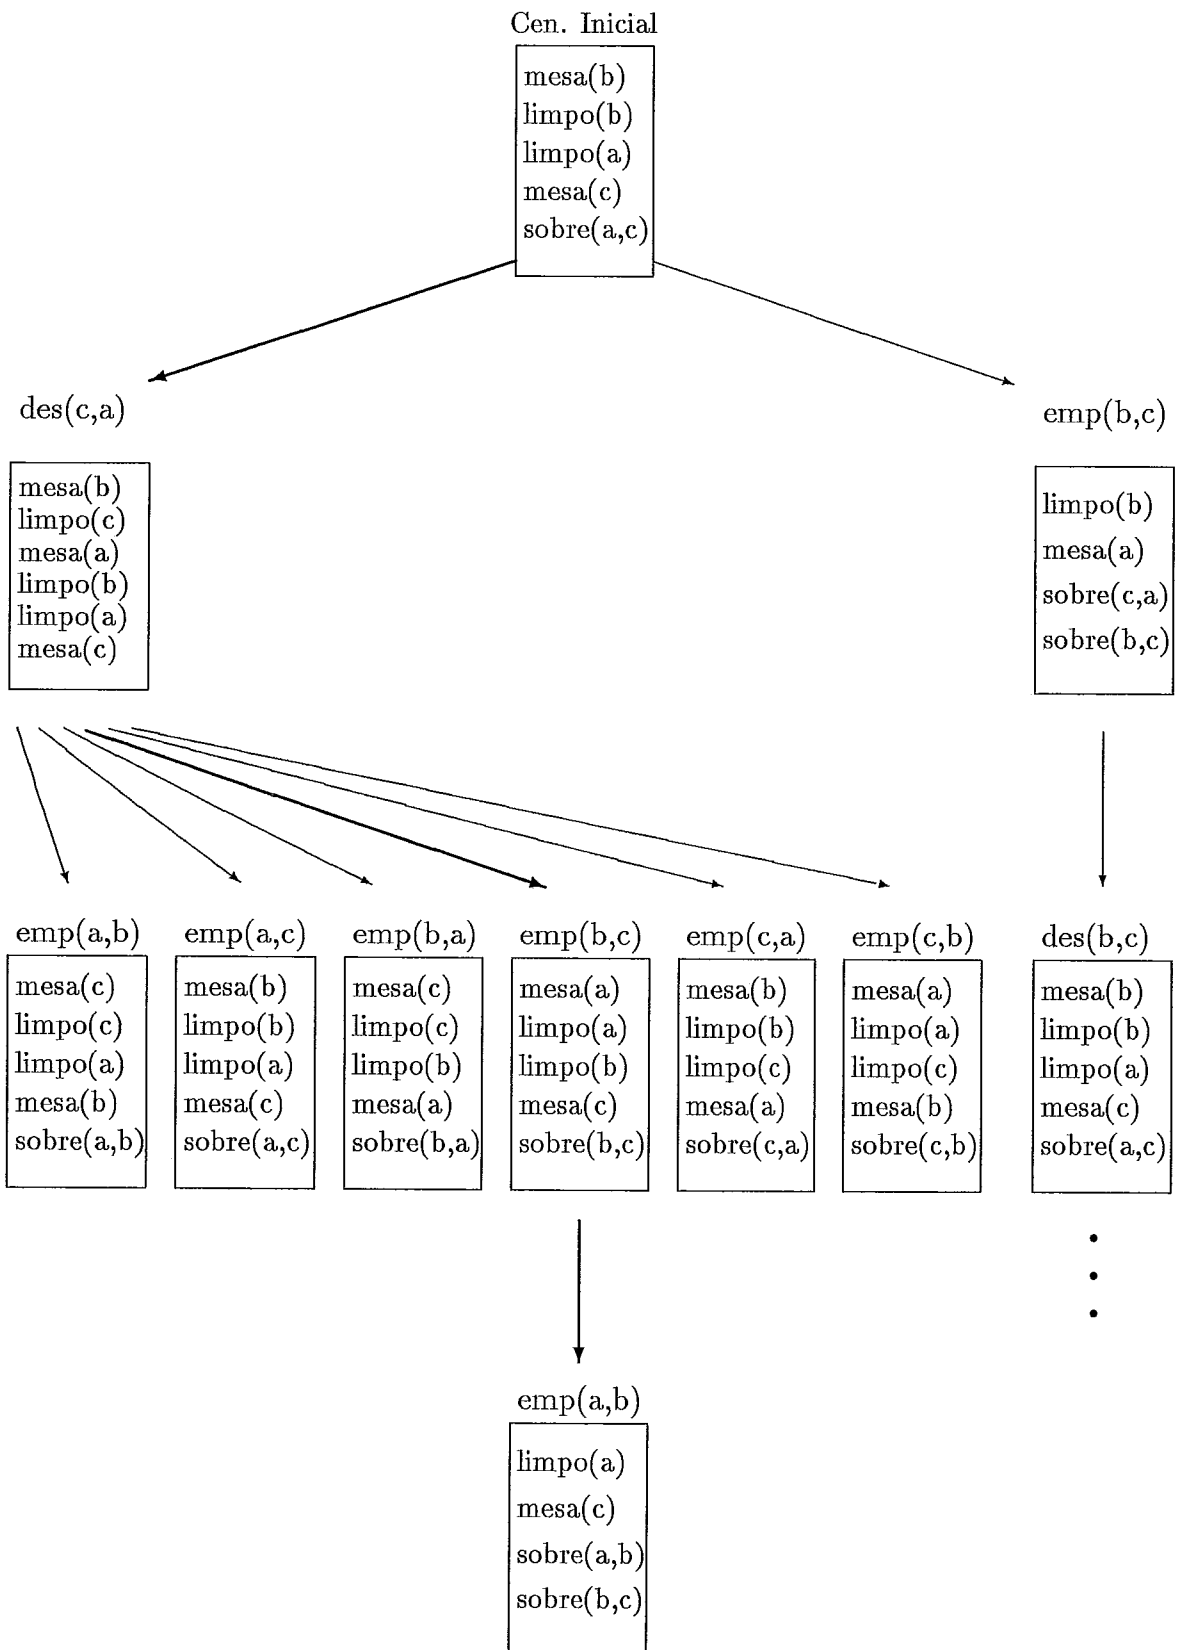 Cen. Inicial
mesa(b)
limpo(b)
limpo(a)
mesa(c)
sobre(a,c)
des(c,a)
mesa(b)
limpo(c)
mesa(a)
limpo(b)
limpo(a)
mesa(c)
emp(b,c)
limpo(b)
mesa(a)
sobre(c,a)
sobre(b,c)
emp(a,b)
mesa(c)
limpo(c)
limpo(a)
mesa(b)
sobre(a,b)
emp(a,c)
mesa(b)
limpo(b)
limpo(a)
mesa(c)
sobre(a,c)
emp(b,a)
mesa(c)
limpo(c)
limpo(b)
mesa(a)
sobre(b,a)
emp(b,c)
mesa(a)
limpo(a)
limpo(b)
mesa(c)
sobre(b,c)
emp(c,a)
mesa(b)
limpo(b)
limpo(c)
mesa(a)
sobre(c,a)
emp(c,b)
mesa(a)
limpo(a)
limpo(c)
mesa(b)
sobre(c,b)
des(b,c)
mesa(b)
limpo(b)
limpo(a)
mesa(c)
sobre(a,c)
emp(a,b)
limpo(a)
mesa(c)
sobre(a,b)
sobre(b,c)